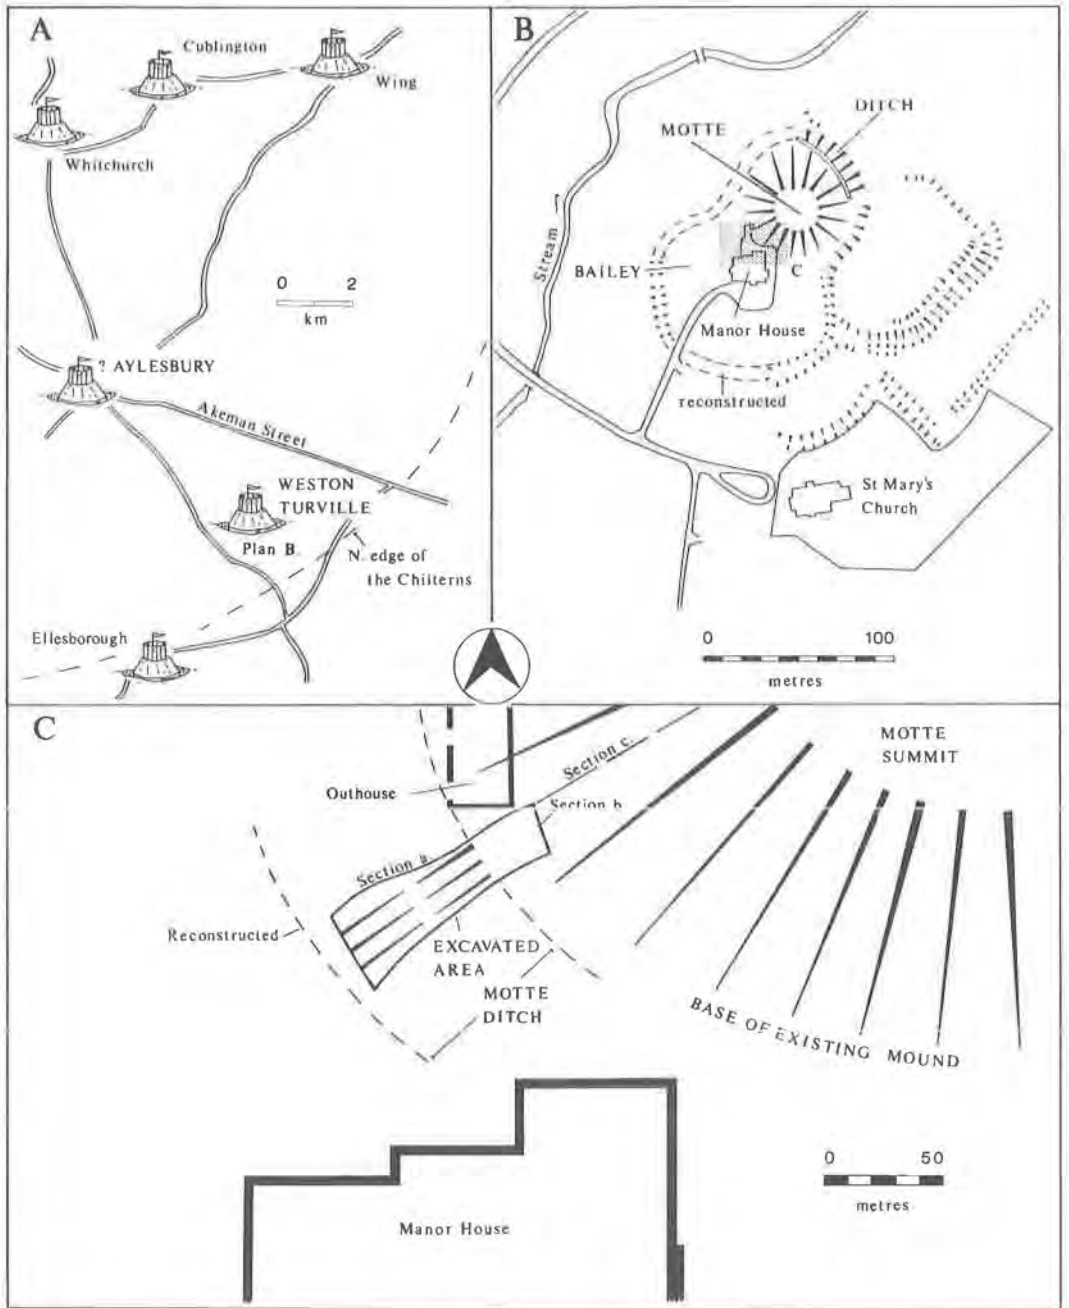 A
Cublington
Wing
Whitchurch
0 2
km
? AYLESBURY
Akeman Street
WESTON
TURVILLE
Plan B
N. edge of
the Chilterns
Ellesborough
B
DITCH
MOTTE
Stream
BAILEY
C
Manor House
reconstructed
St Mary's
Church
0 100
metres
C
MOTTE
SUMMIT
Section c.
Outhouse
Section b
Section a.
Reconstructed
EXCAVATED
AREA
MOTTE
DITCH
BASE OF EXISTING MOUND
0 50
metres
Manor House